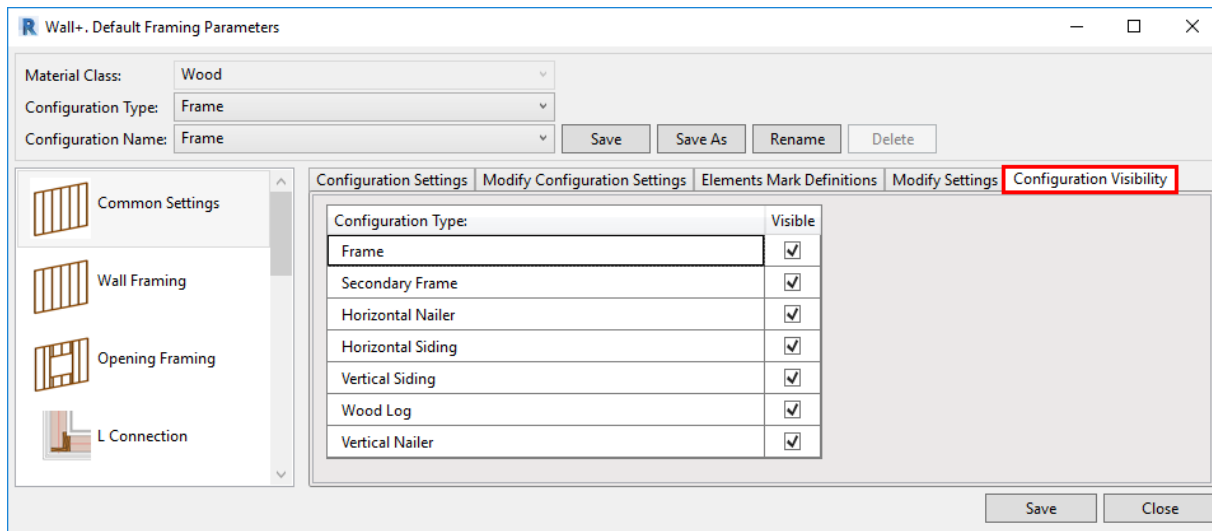 Wall+. Default Framing Parameters
Material Class: Wood
Configuration Type: Frame
Configuration Name: Frame Save Save As Rename Delete
Common Settings
Wall Framing
Opening Framing
L Connection
Configuration Settings Modify Configuration Settings Elements Mark Definitions Modify Settings Configuration Visibility
Configuration Type: Visible
Frame
Secondary Frame
Horizontal Nailer
Horizontal Siding
Vertical Siding
Wood Log
Vertical Nailer
Save Close